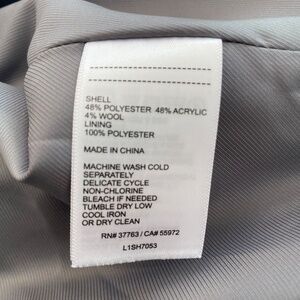 SHELL
48% POLYESTER 48% ACRYLIC
4% WOOL
LINING
100% POLYESTER
MADE IN CHINA
MACHINE WASH COLD
SEPARATELY
DELICATE CYCLE
NON-CHLORINE
BLEACH IF NEEDED
TUMBLE DRY LOW
COOL IRON
OR DRY CLEAN
RN# 37763 / CA# 55972
L1SH7053